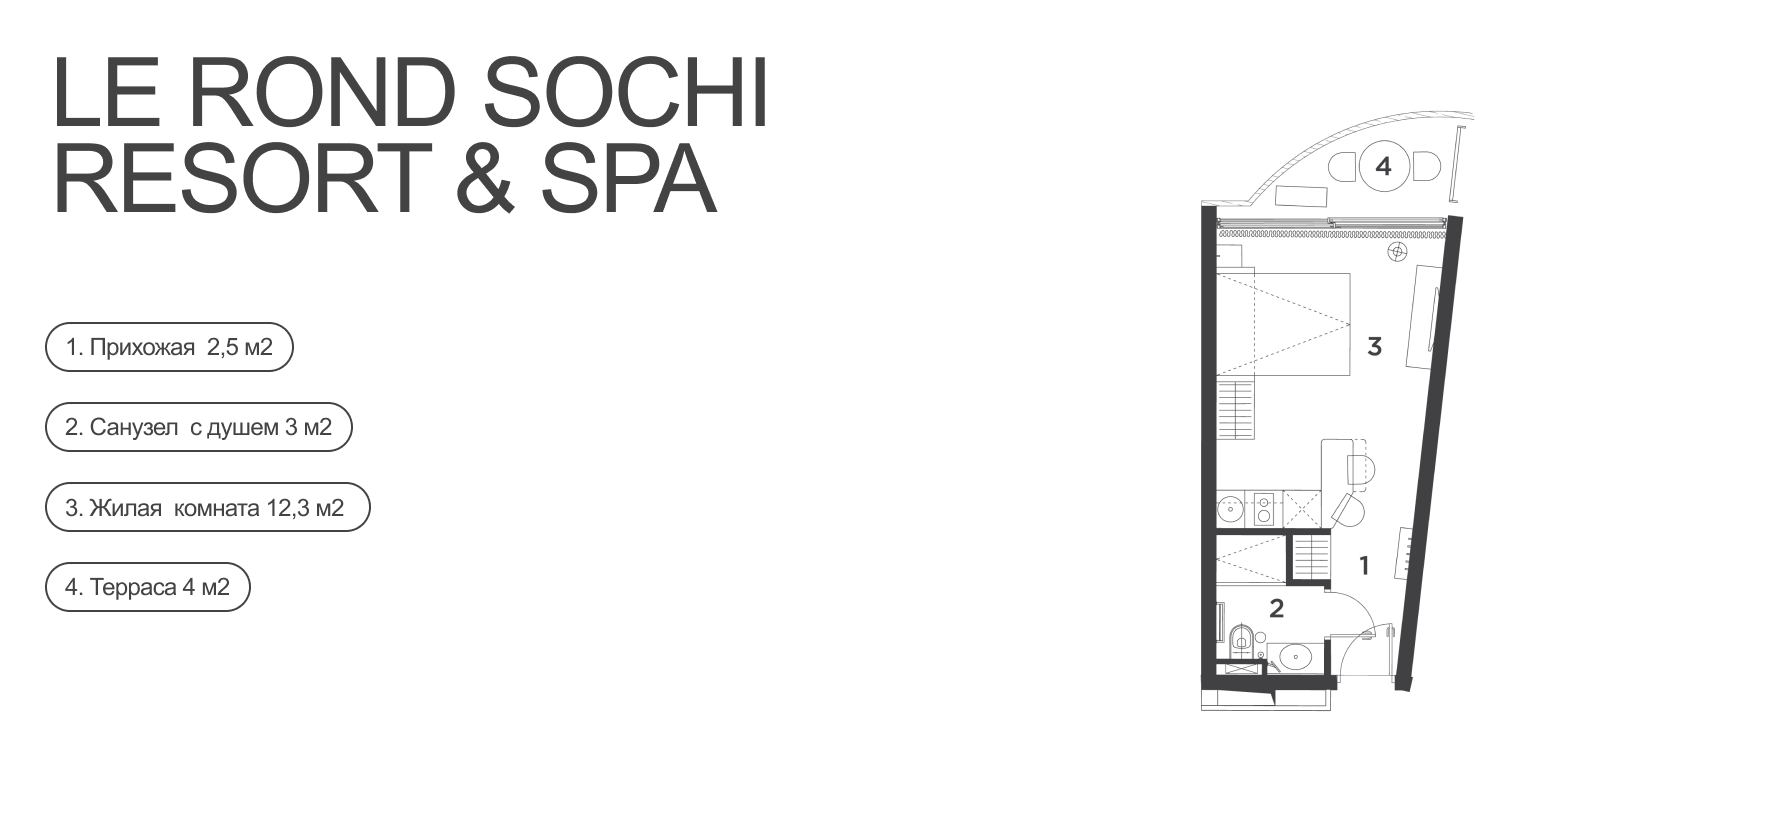 LE ROND SOCHI
RESORT & SPA
1. Прихожая  2,5 м2
2. Санузел  с душем 3 м2
3. Жилая  комната 12,3 м2
4. Терраса 4 м2
4
3
1
2